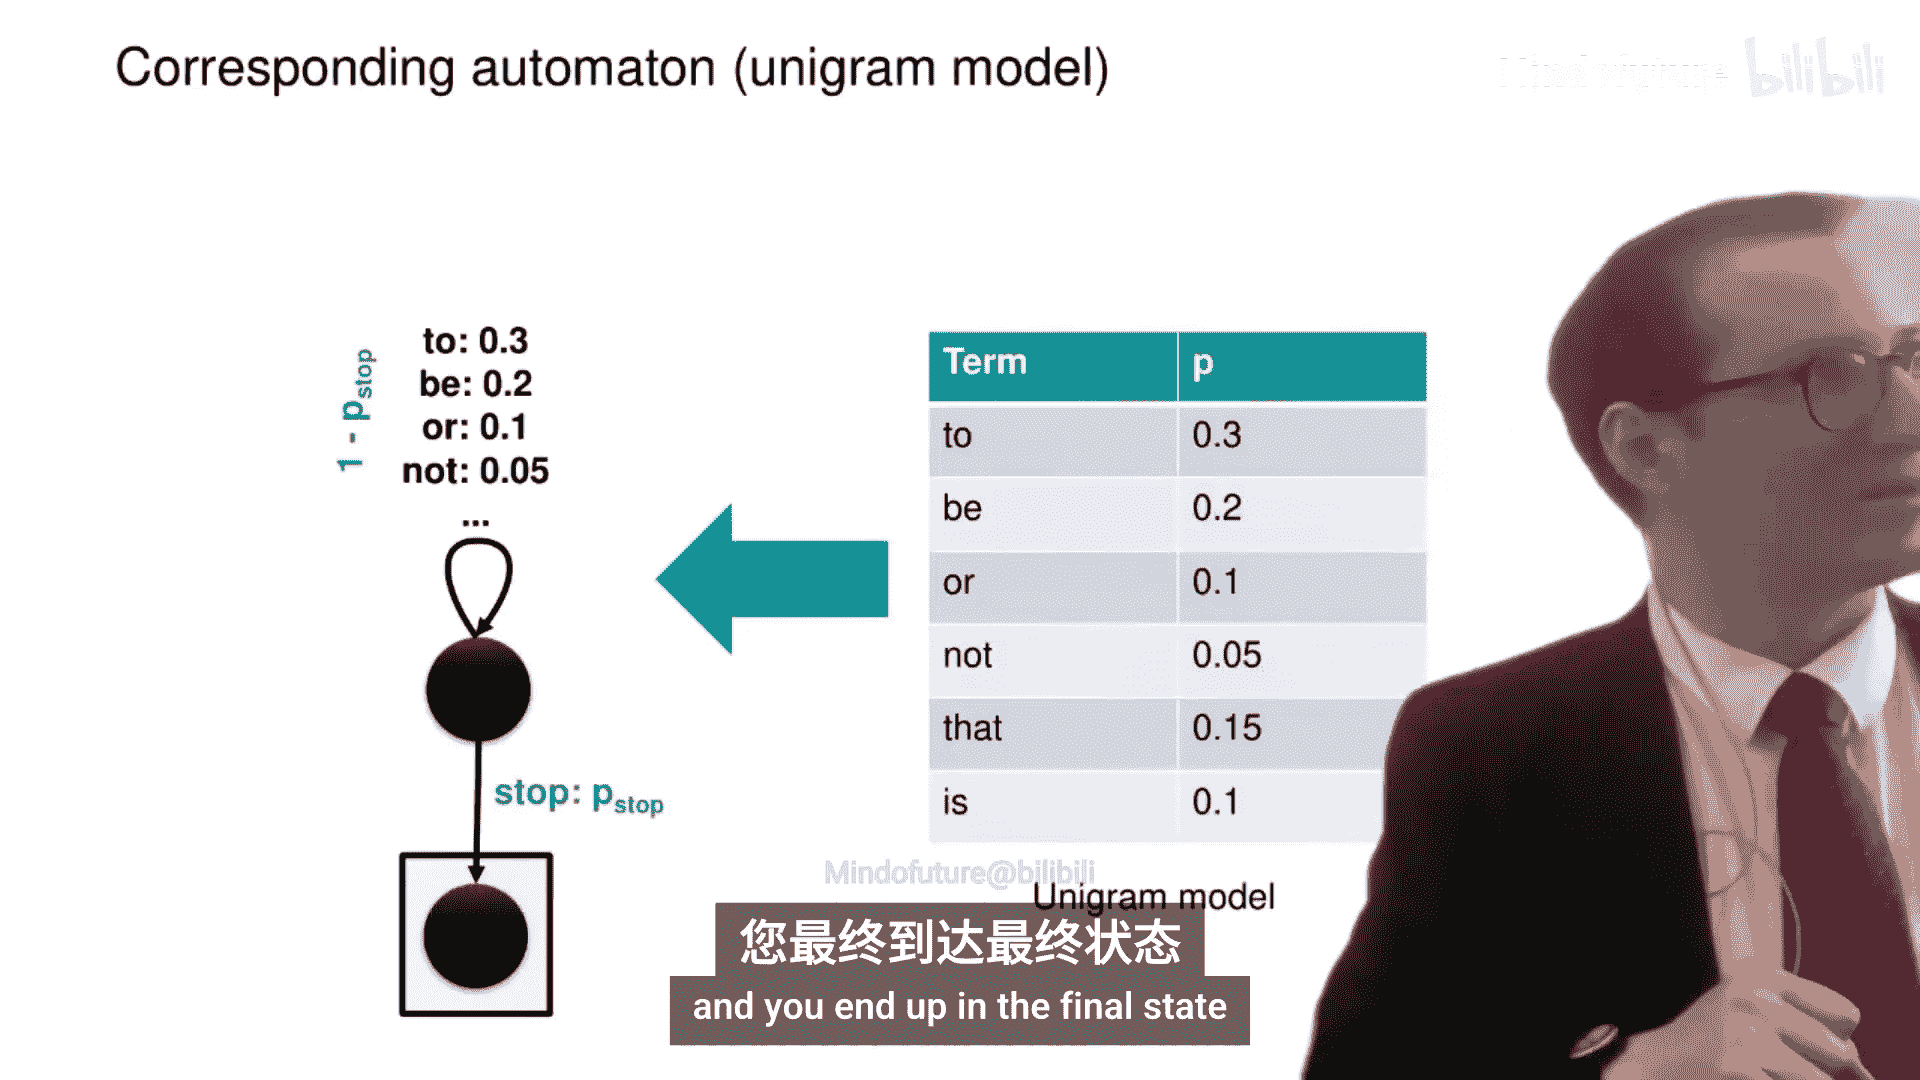 Corresponding automaton (unigram model)
bilibili
to: 0.3
be: 0.2
or: 0.1
not: 0.05
...
1 - pstop
stop: pstop
Term p
to 0.3
be 0.2
or 0.1
not 0.05
that 0.15
is 0.1
Mindofuture@bilibili
Unigram model
您最终到达最终状态
and you end up in the final state